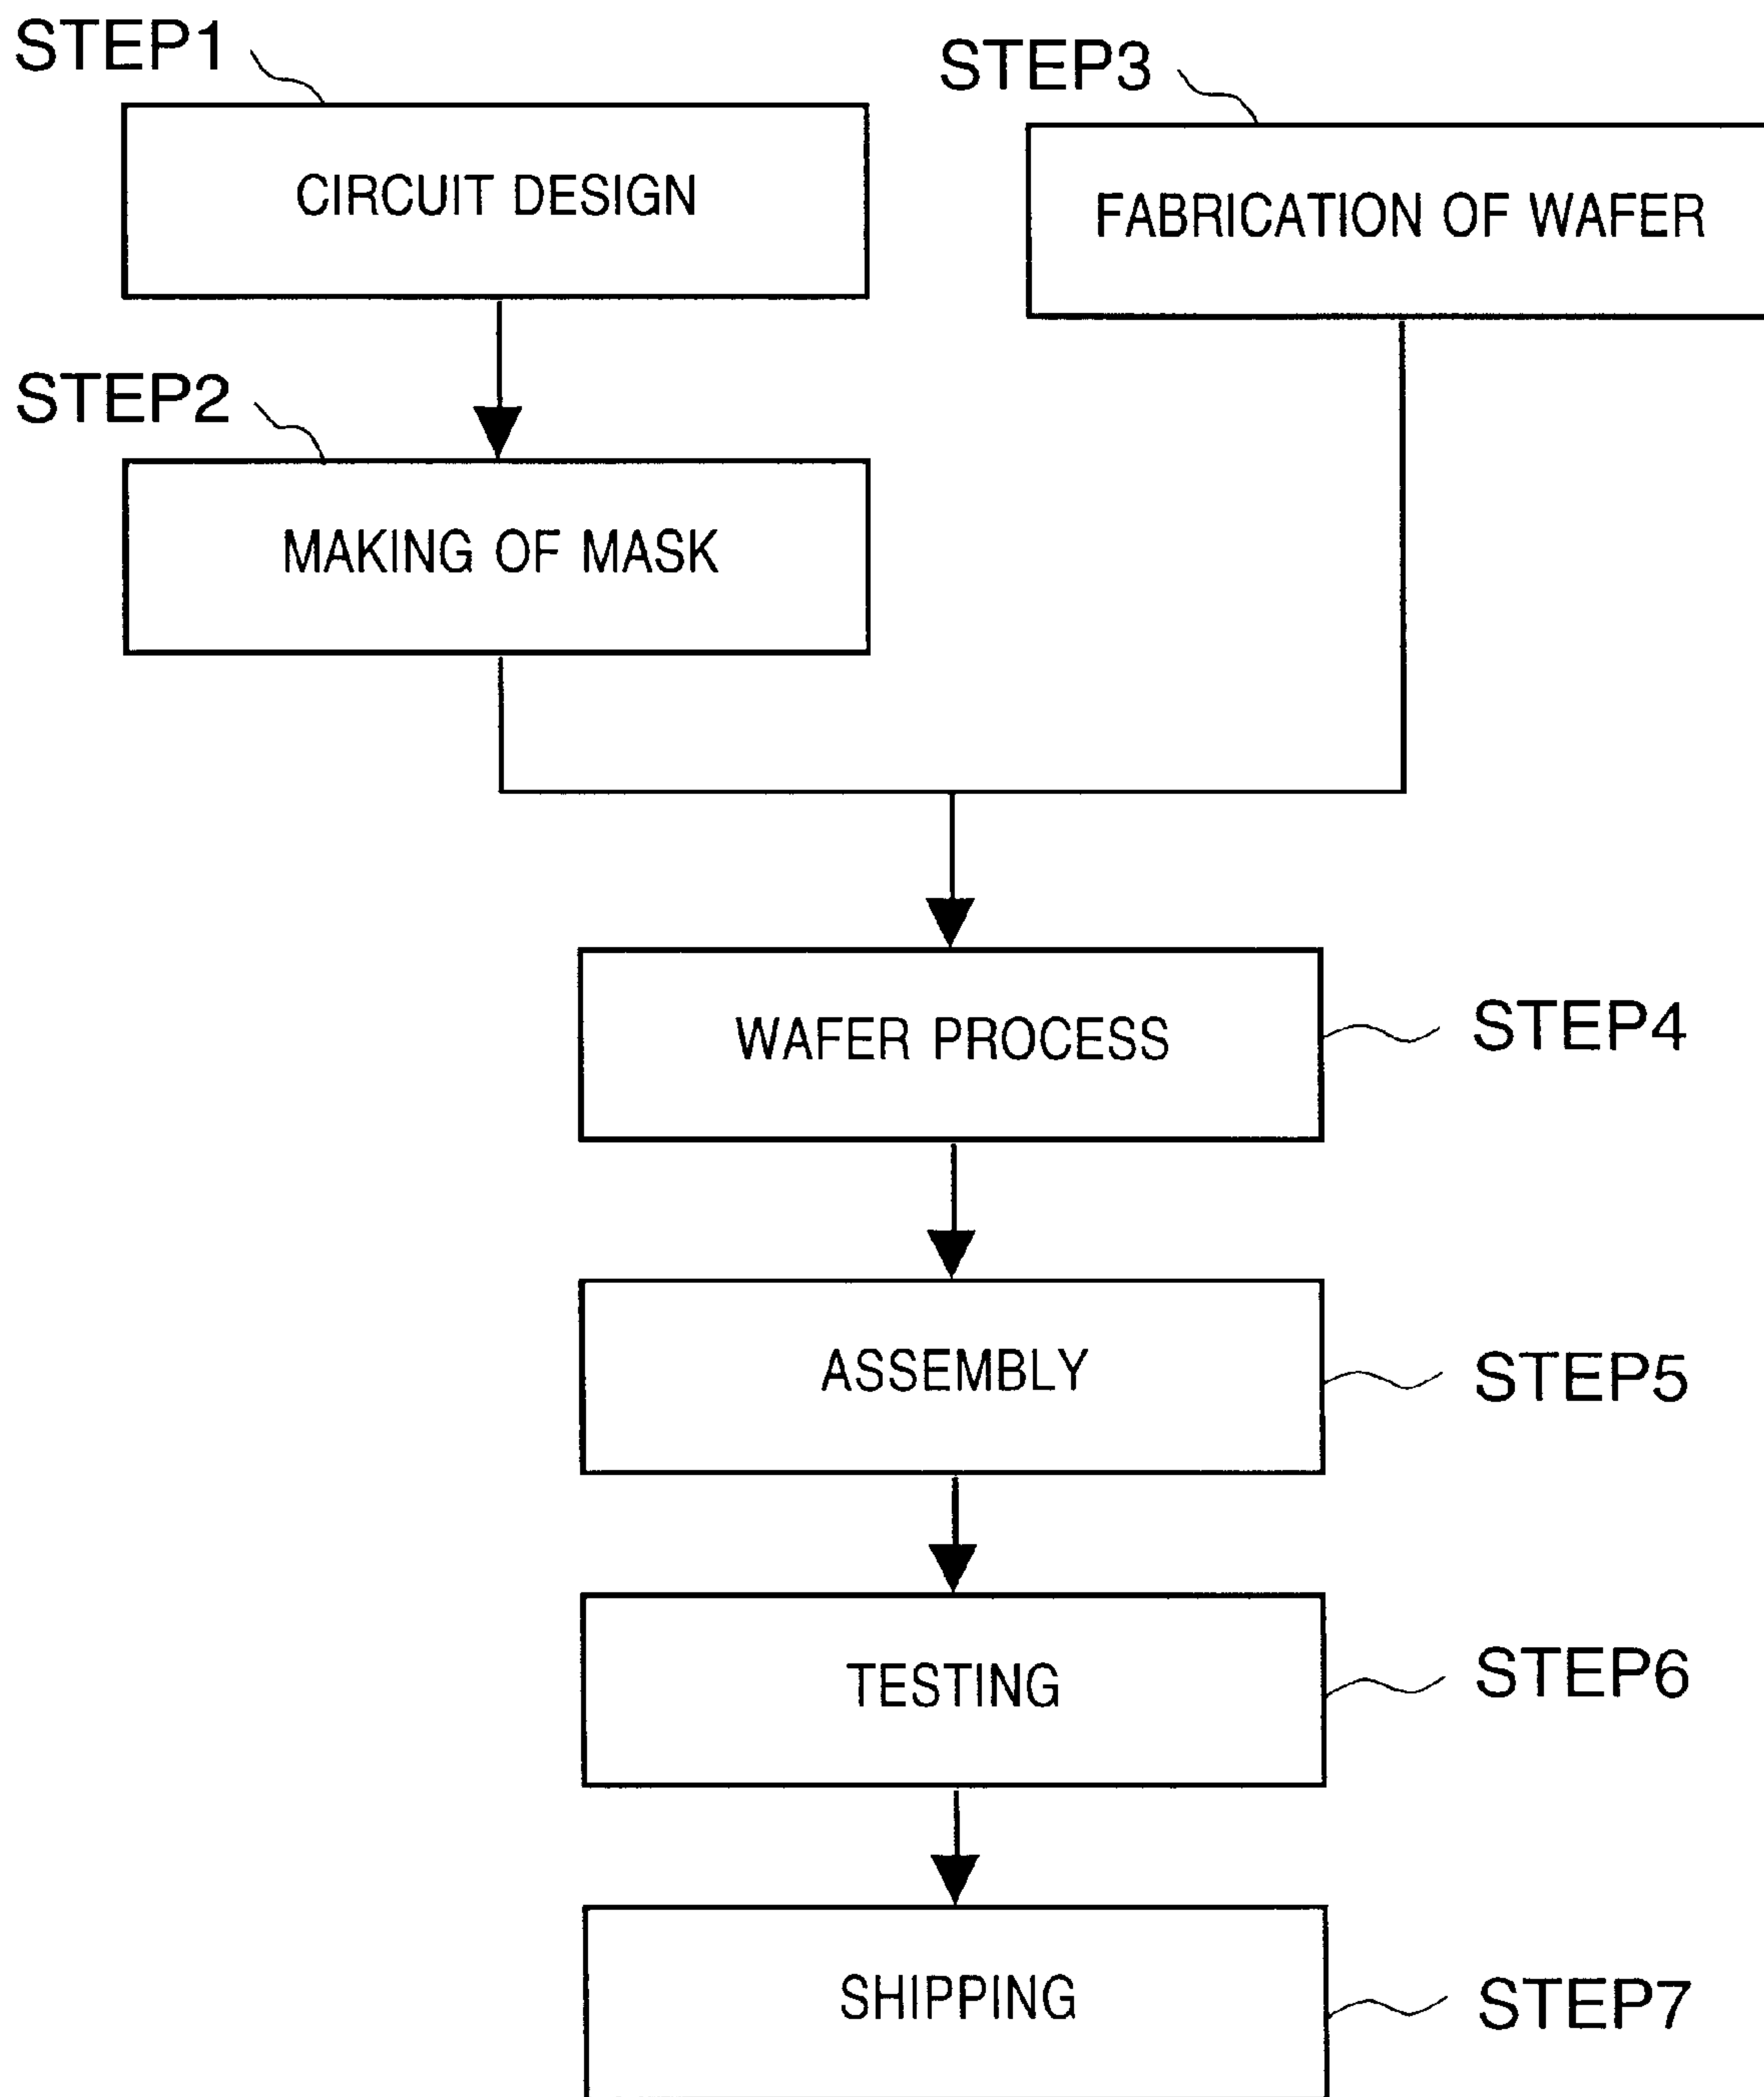 STEP1
CIRCUIT DESIGN
STEP3
FABRICATION OF WAFER
STEP2
MAKING OF MASK
WAFER PROCESS
STEP4
ASSEMBLY
STEP5
TESTING
STEP6
SHIPPING
STEP7